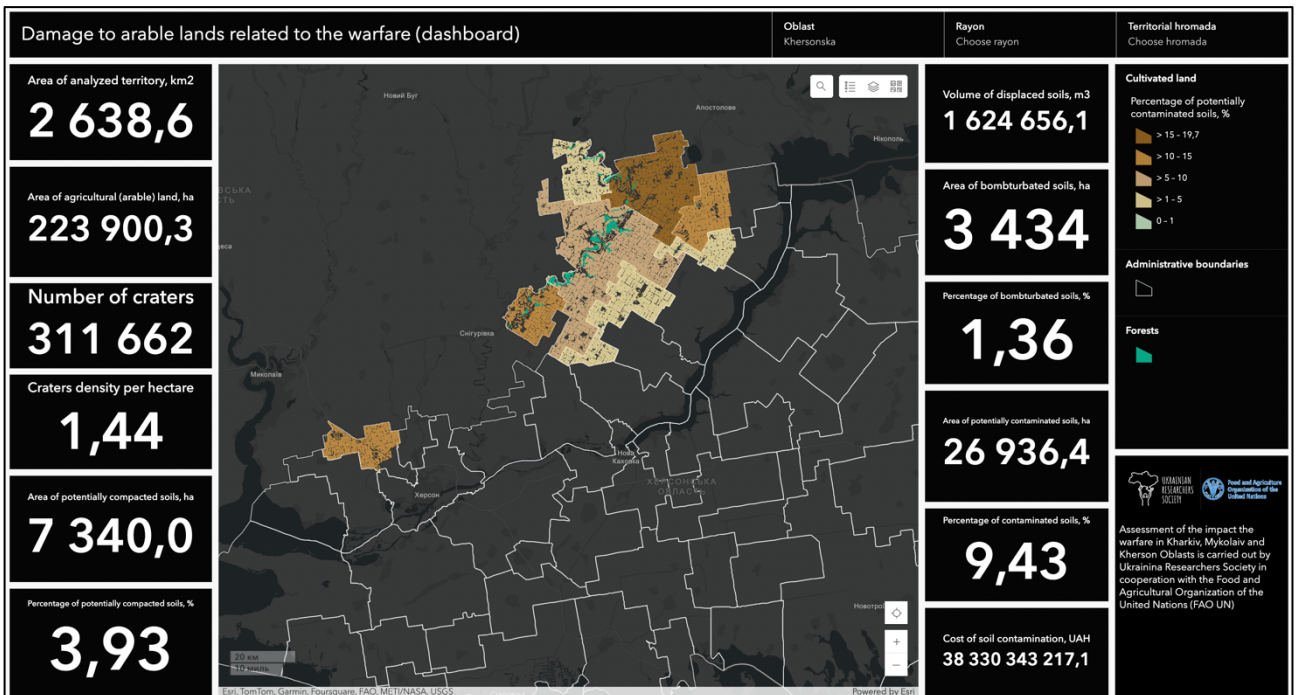 Damage to arable lands related to the warfare (dashboard)
Oblast
Khersonska
Rayon
Choose rayon
Territorial hromada
Choose hromada
Area of analyzed territory, km2
2 638,6
Area of agricultural (arable) land, ha
223 900,3
Number of craters
311 662
Craters density per hectare
1,44
Area of potentially compacted soils, ha
7 340,0
Percentage of potentially compacted soils, %
3,93
Новий Буг
Апостолове
Нікополь
ВСЬКА
СТЬ
деса
Снігурівка
Миколаїв
Нова
Каховка
ХЕРСОНСЬКА
ОБЛАСТЬ
Херсон
Новотрої
20 км
10 миль
Esri, TomTom, Garmin, Foursquare, FAO, METI/NASA, USGS
Powered by Esri
Volume of displaced soils, m3
1 624 656,1
Area of bombturbated soils, ha
3 434
Percentage of bombturbated soils, %
1,36
Area of potentially contaminated soils, ha
26 936,4
Percentage of contaminated soils, %
9,43
Cost of soil contamination, UAH
38 330 343 217,1
Cultivated land
Percentage of potentially
contaminated soils, %
> 15 – 19,7
> 10 – 15
> 5 – 10
> 1 – 5
0 – 1
Administrative boundaries
Forests
UKRAINIAN
RESEARCHERS
SOCIETY
Food and Agriculture
Organization of the
United Nations
Assessment of the impact the
warfare in Kharkiv, Mykolaiv and
Kherson Oblasts is carried out by
Ukrainina Researchers Society in
cooperation with the Food and
Agricultural Organization of the
United Nations (FAO UN)